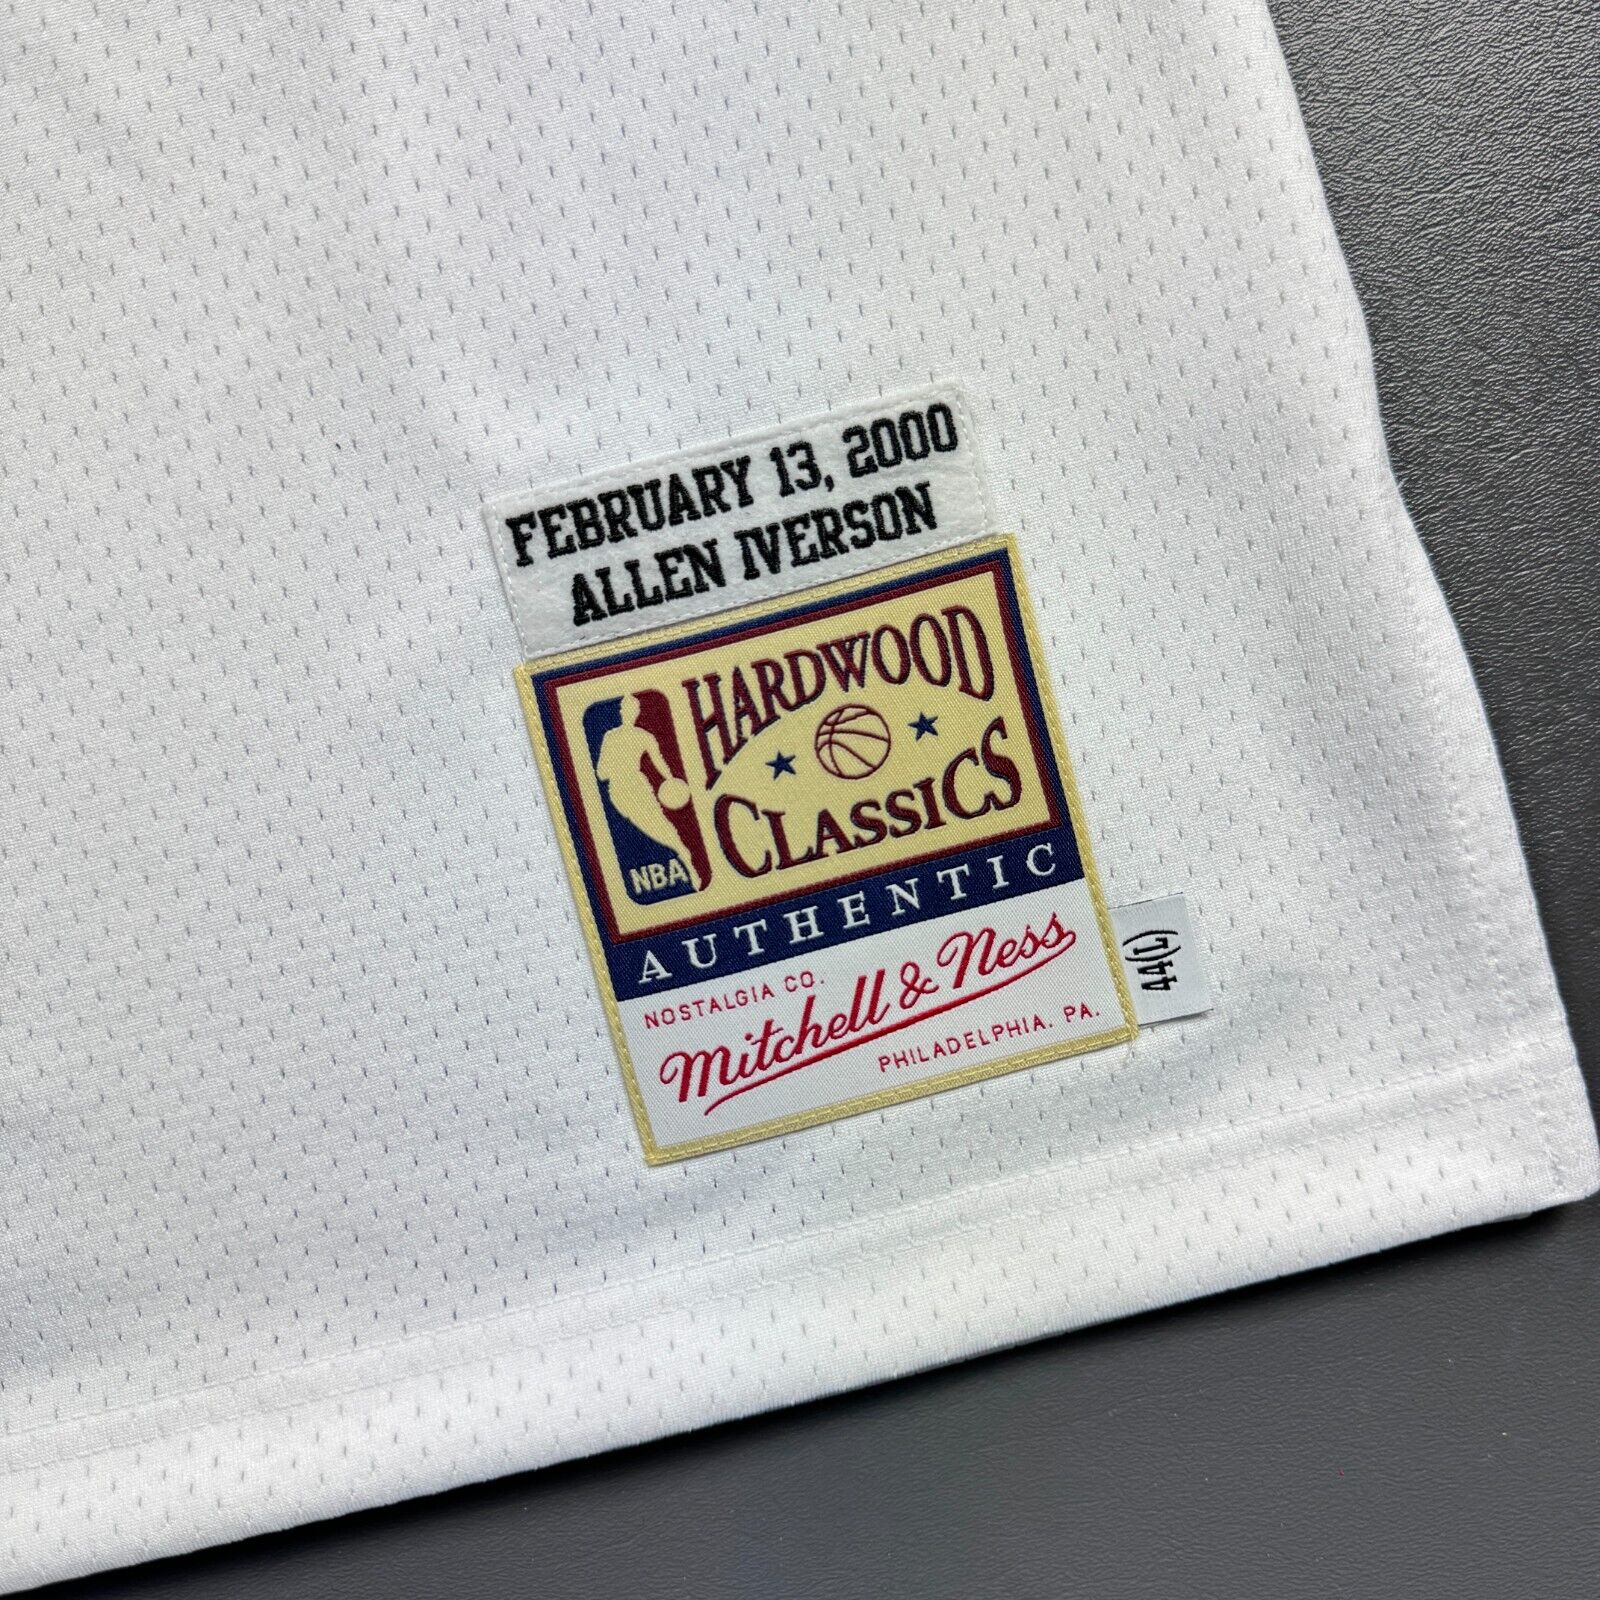 FEBRUARY 13, 2000
ALLEN IVERSON
HARDWOOD
CLASSICS
NBA
AUTHENTIC
NOSTALGIA CO.
Mitchell & Ness
PHILADELPHIA. PA.
44(L)